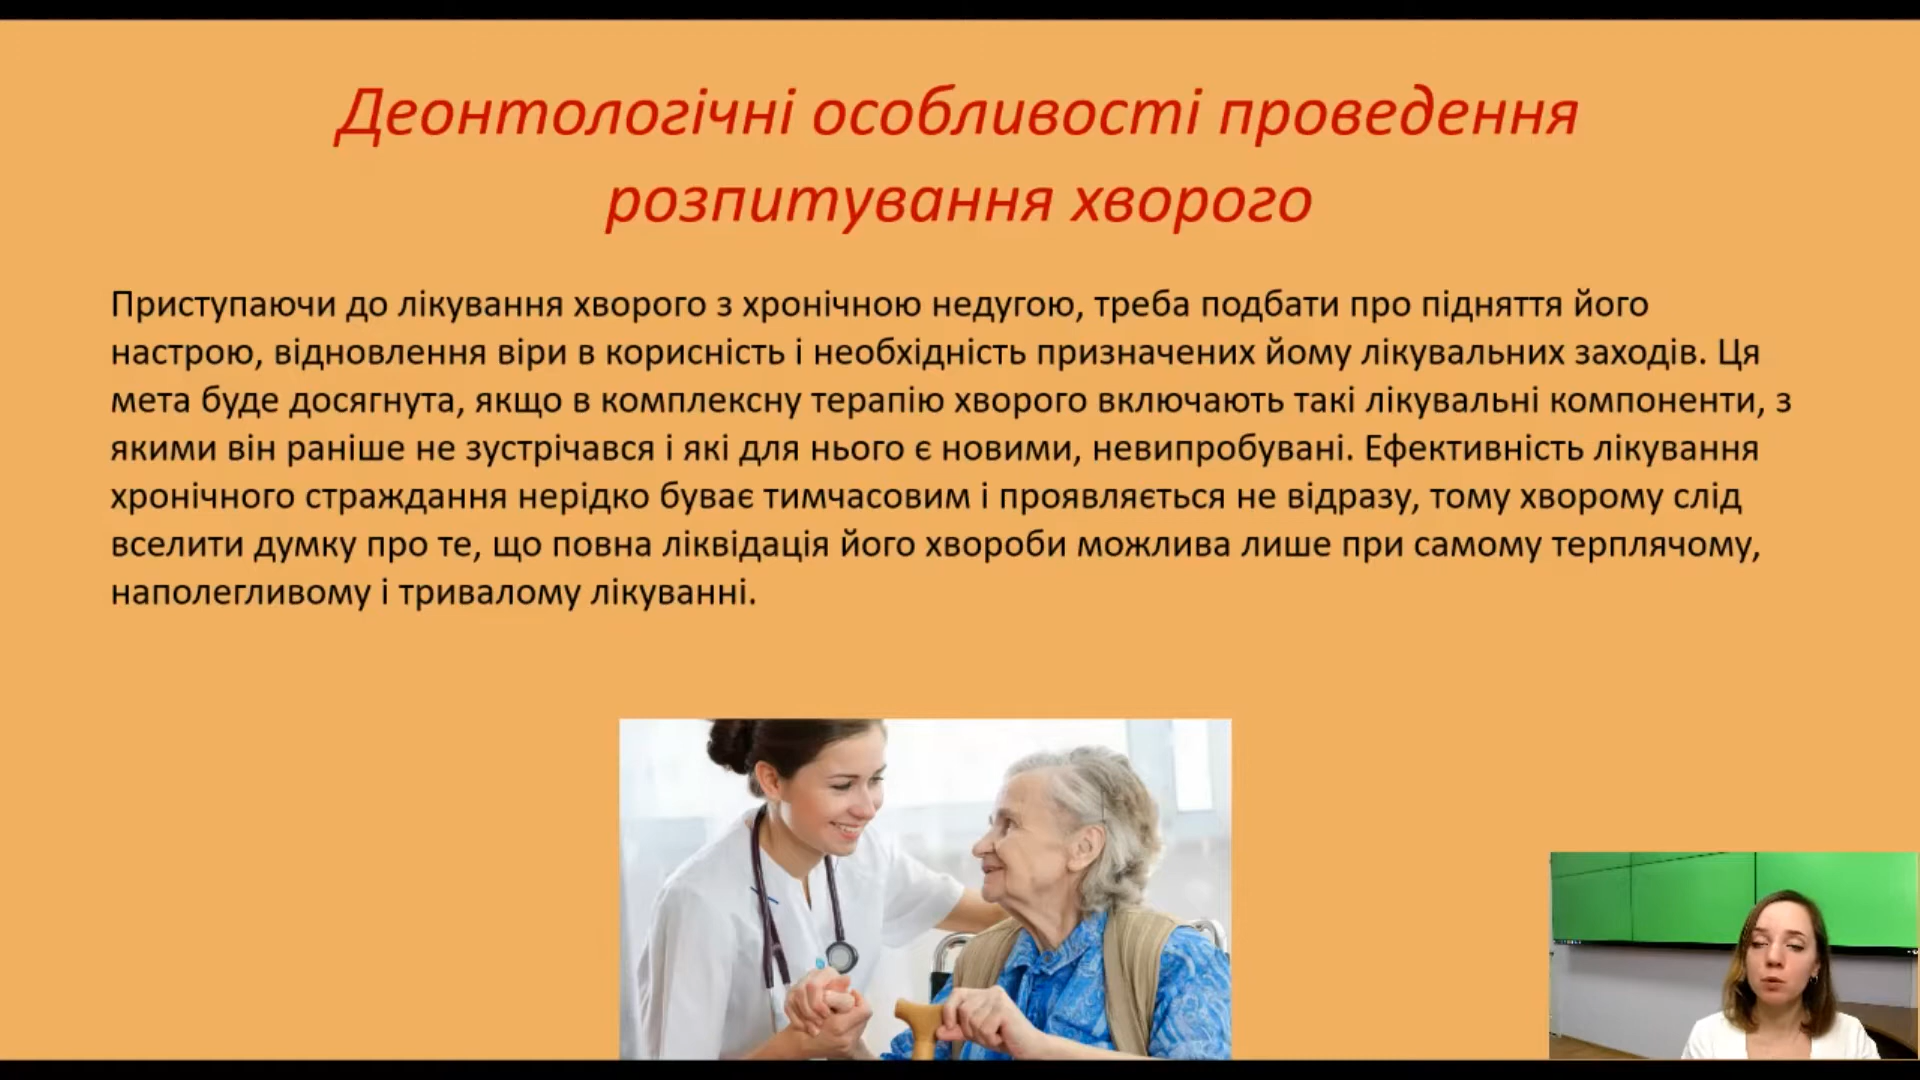 Деонтологічні особливості проведення
розпитування хворого
Приступаючи до лікування хворого з хронічною недугою, треба подбати про підняття його
настрою, відновлення віри в корисність і необхідність призначених йому лікувальних заходів. Ця
мета буде досягнута, якщо в комплексну терапію хворого включають такі лікувальні компоненти, з
якими він раніше не зустрічався і які для нього є новими, невипробувані. Ефективність лікування
хронічного страждання нерідко буває тимчасовим і проявляється не відразу, тому хворому слід
вселити думку про те, що повна ліквідація його хвороби можлива лише при самому терплячому,
наполегливому і тривалому лікуванні.